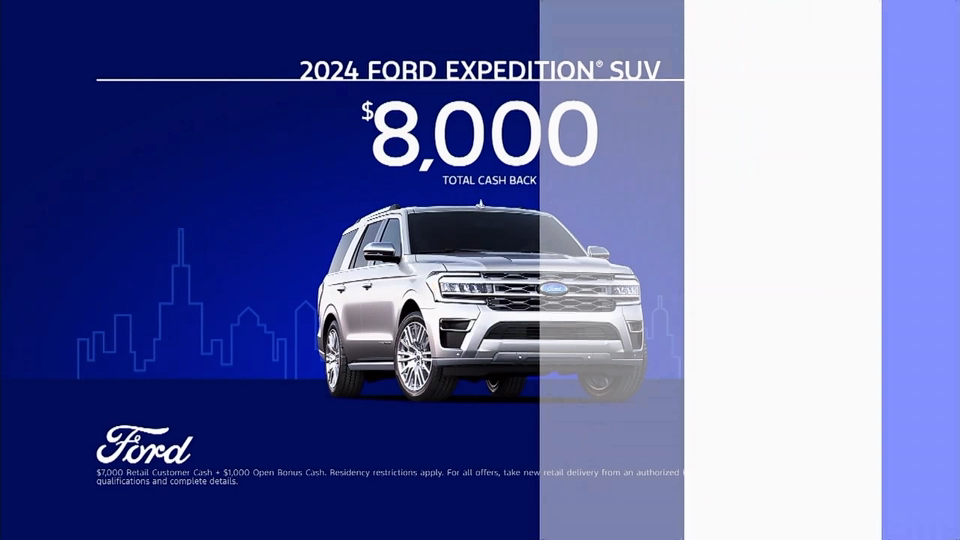 2024 FORD EXPEDITION® SUV
$8,000
TOTAL CASH BACK
Ford
Ford
$7,000 Retail Customer Cash + $1,000 Open Bonus Cash. Residency restrictions apply. For all offers, take new retail delivery from an authorized
qualifications and complete details.